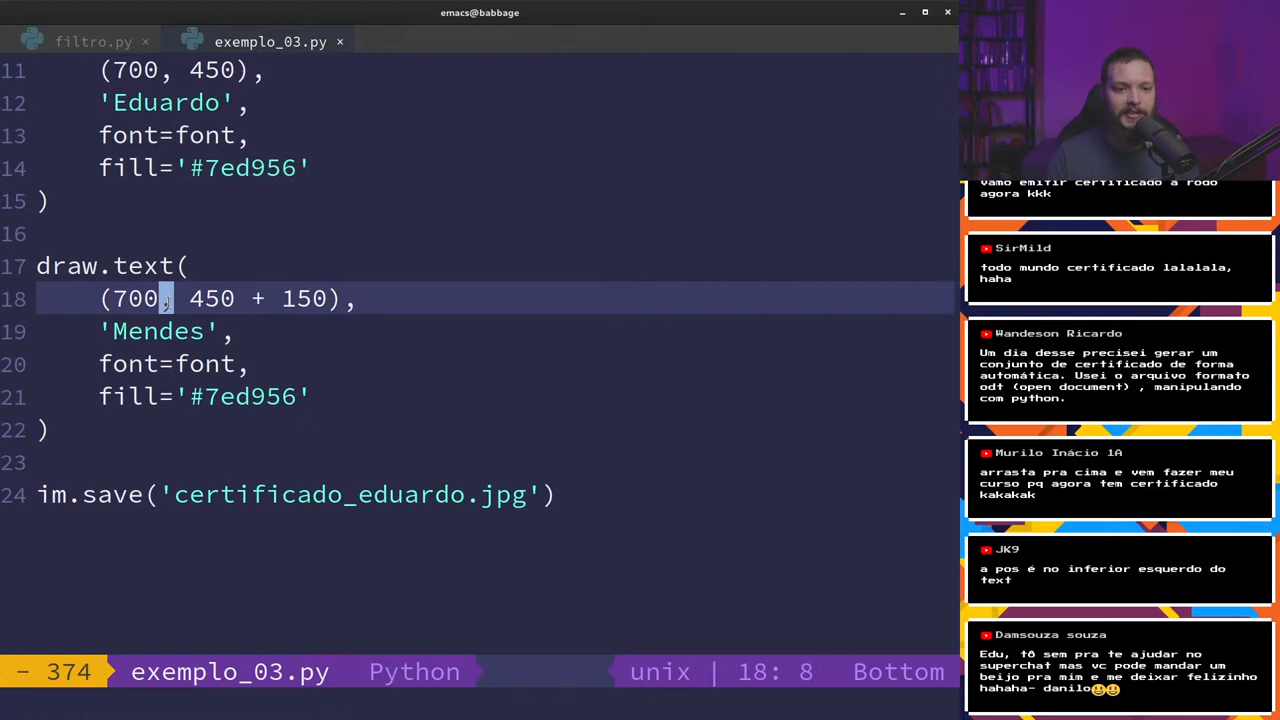 emacs@babbage
filtro.py ×
exemplo_03.py ×
11 (700, 450),
12 'Eduardo',
13 font=font,
14 fill='#7ed956'
15 )
16
17 draw.text(
18 (700, 450 + 150),
19 'Mendes',
20 font=font,
21 fill='#7ed956'
22 )
23
24 im.save('certificado_eduardo.jpg')
- 374 exemplo_03.py Python unix | 18: 8 Bottom
vamo emitir certificado a rodo
agora kkk
SirMild
todo mundo certificado lalalala,
haha
Wandeson Ricardo
Um dia desse precisei gerar um
conjunto de certificado de forma
automática. Usei o arquivo formato
odt (open document) , manipulando
com python.
Murilo Inácio 1A
arrasta pra cima e vem fazer meu
curso pq agora tem certificado
kakakak
JK9
a pos é no inferior esquerdo do
text
Damsouza souza
Edu, tô sem pra te ajudar no
superchat mas vc pode mandar um
beijo pra mim e me deixar felizinho
hahaha- danilo😃😃